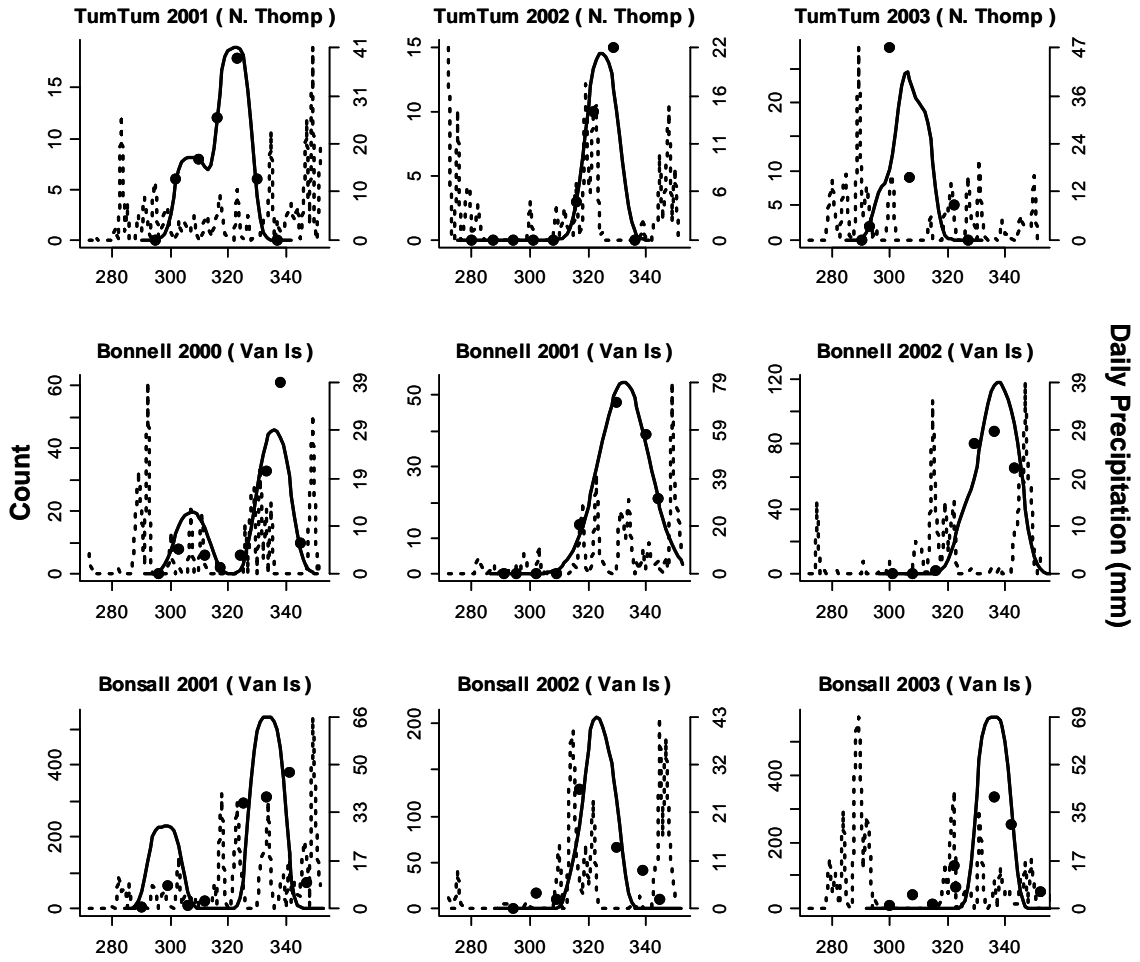 TumTum 2001 ( N. Thomp )
TumTum 2002 ( N. Thomp )
TumTum 2003 ( N. Thomp )
0 5 10 15
0 10 20 31 41
280 300 320 340
0 5 10 15
0 6 11 16 22
280 300 320 340
0 5 10 20
0 12 24 36 47
280 300 320 340
Bonnell 2000 ( Van Is )
Bonnell 2001 ( Van Is )
Bonnell 2002 ( Van Is )
0 20 40 60
0 10 19 29 39
280 300 320 340
0 10 30 50
0 20 39 59 79
280 300 320 340
0 40 80 120
0 10 20 29 39
280 300 320 340
Bonsall 2001 ( Van Is )
Bonsall 2002 ( Van Is )
Bonsall 2003 ( Van Is )
0 200 400
0 17 33 50 66
280 300 320 340
0 50 100 200
0 11 21 32 43
280 300 320 340
0 200 400
0 17 35 52 69
280 300 320 340
Count
Daily Precipitation (mm)